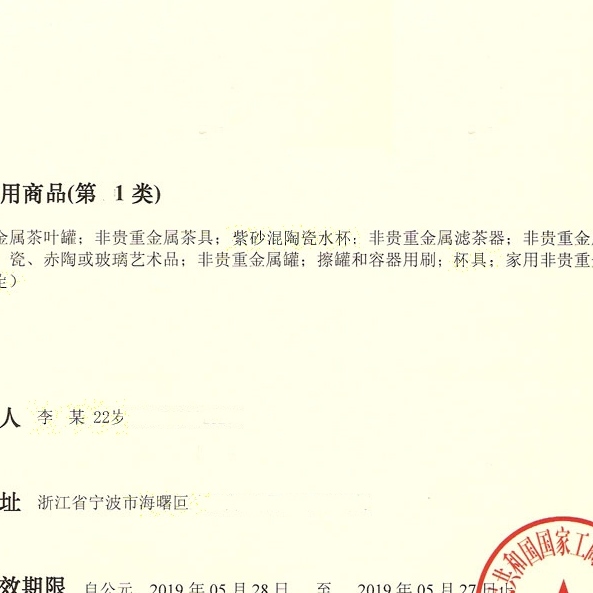 用商品(第 1 类)
金属茶叶罐；非贵重金属茶具；紫砂混陶瓷水杯；非贵重金属滤茶器；非贵重金
瓷、赤陶或玻璃艺术品；非贵重金属罐；擦罐和容器用刷；杯具；家用非贵重
）
人 李 某 22岁
址 浙江省宁波市海曙
效期限 自公元 2019 年 05 月 28 日 至 2019 年 05 月 27 日
共和国国家工商